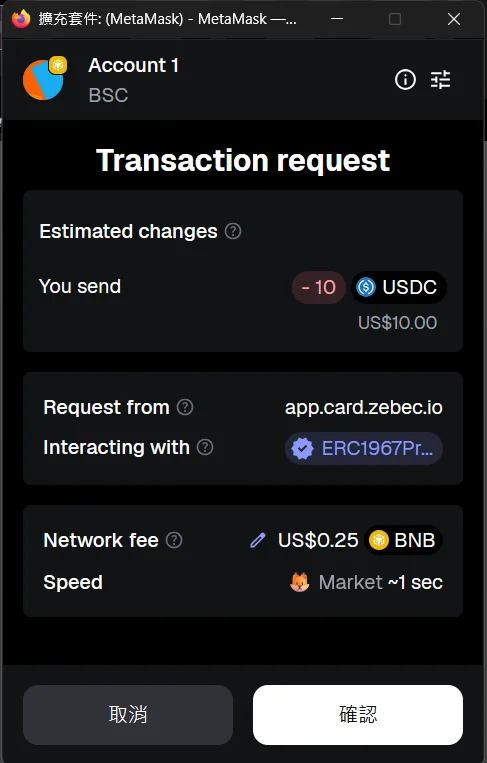 擴充套件: (MetaMask) - MetaMask —...
Account 1
BSC
Transaction request
Estimated changes
You send - 10 USDC
US$10.00
Request from app.card.zebec.io
Interacting with ERC1967Pr...
Network fee US$0.25 BNB
Speed Market ~1 sec
取消 確認